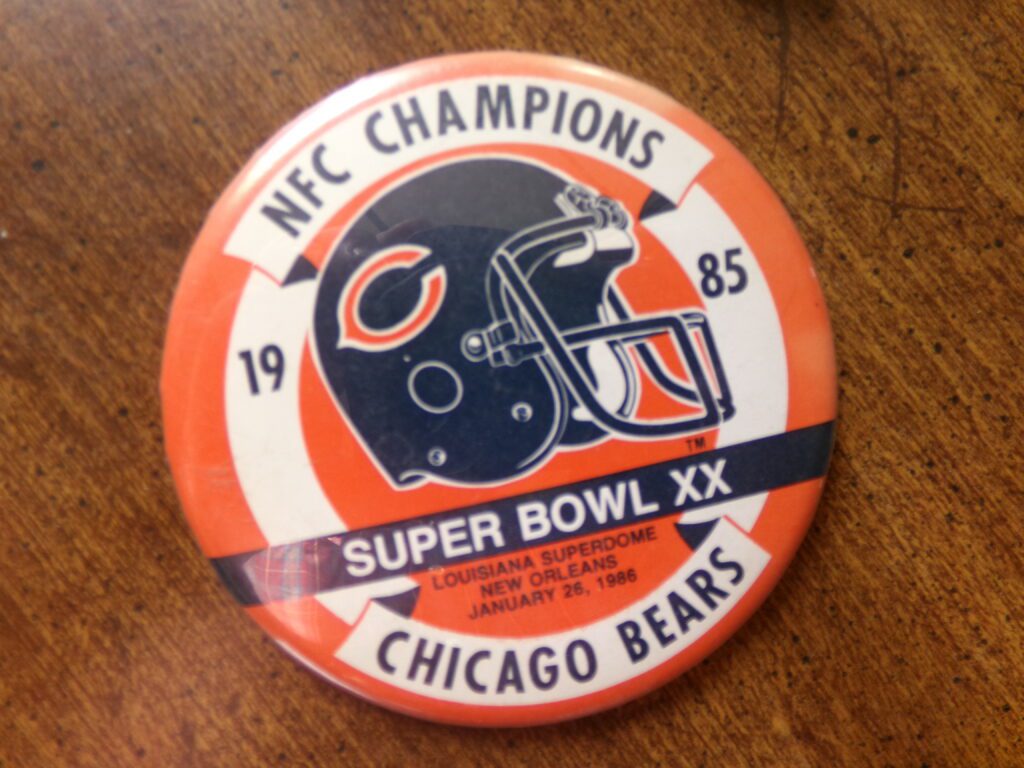 NFC CHAMPIONS
19 85
TM
SUPER BOWL XX
LOUISIANA SUPERDOME
NEW ORLEANS
JANUARY 26, 1986
CHICAGO BEARS